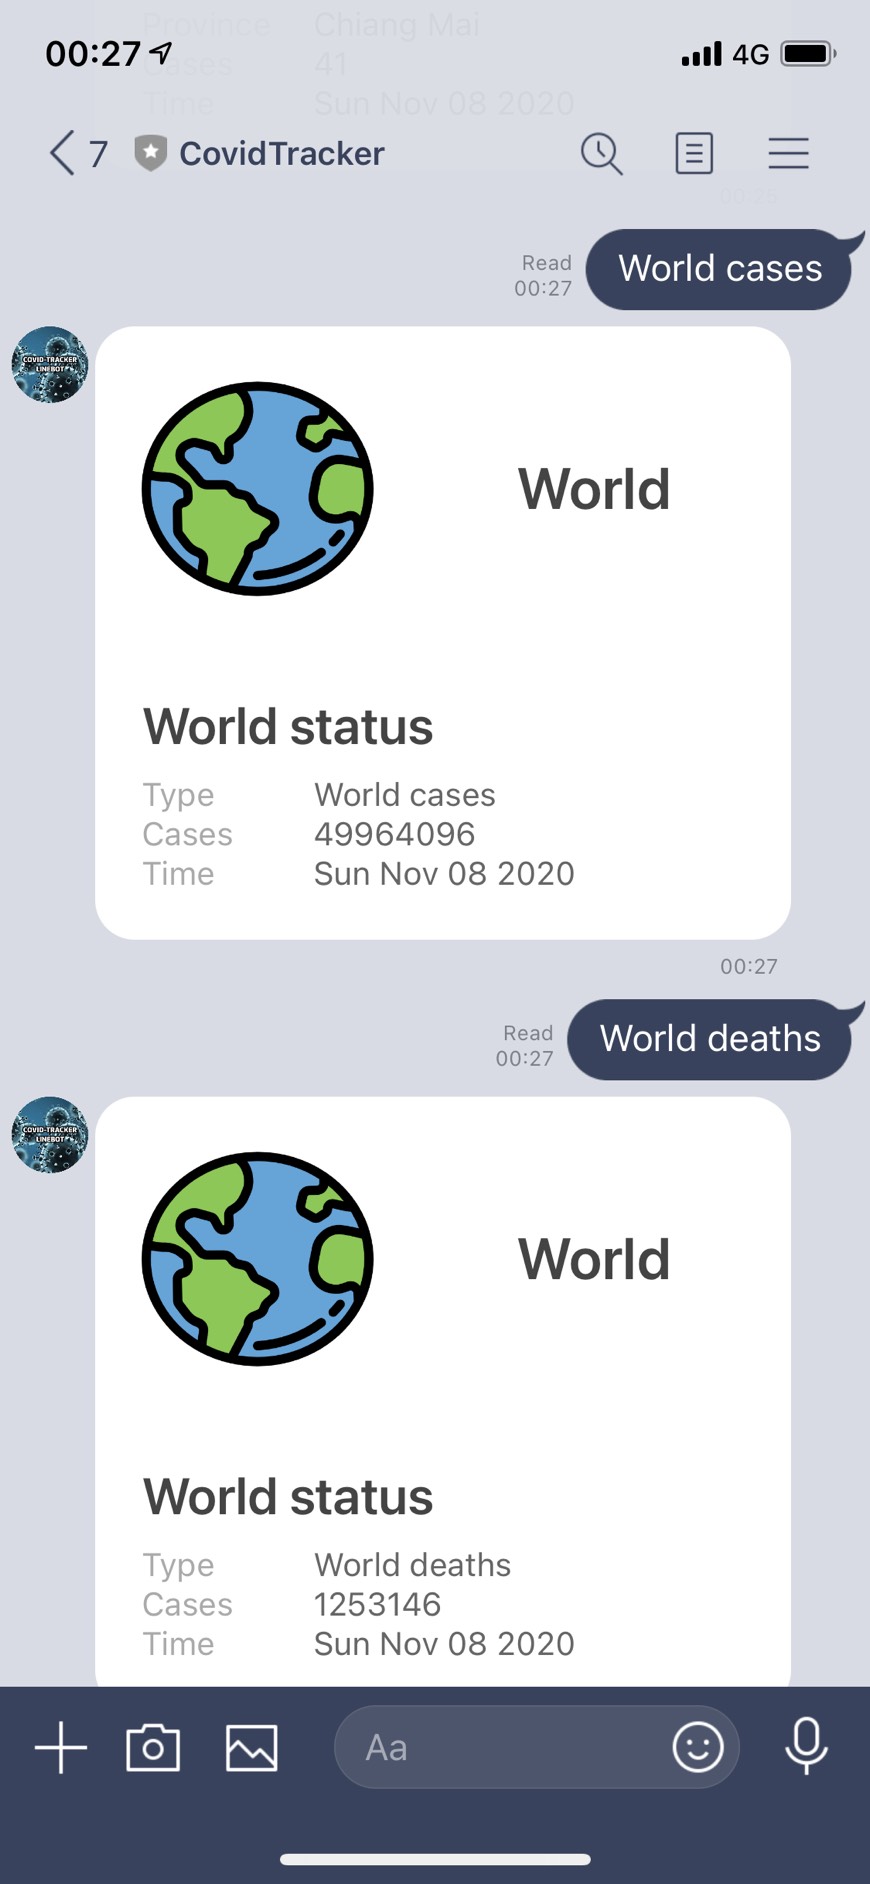 Province Chiang Mai
00:27 4G
Cases 41
Time Sun Nov 08 2020
7 CovidTracker
00:25
Read
00:27
World cases
COVID-TRACKER
LINEBOT
World
World status
Type World cases
Cases 49964096
Time Sun Nov 08 2020
00:27
Read
00:27
World deaths
COVID-TRACKER
LINEBOT
World
World status
Type World deaths
Cases 1253146
Time Sun Nov 08 2020
Aa